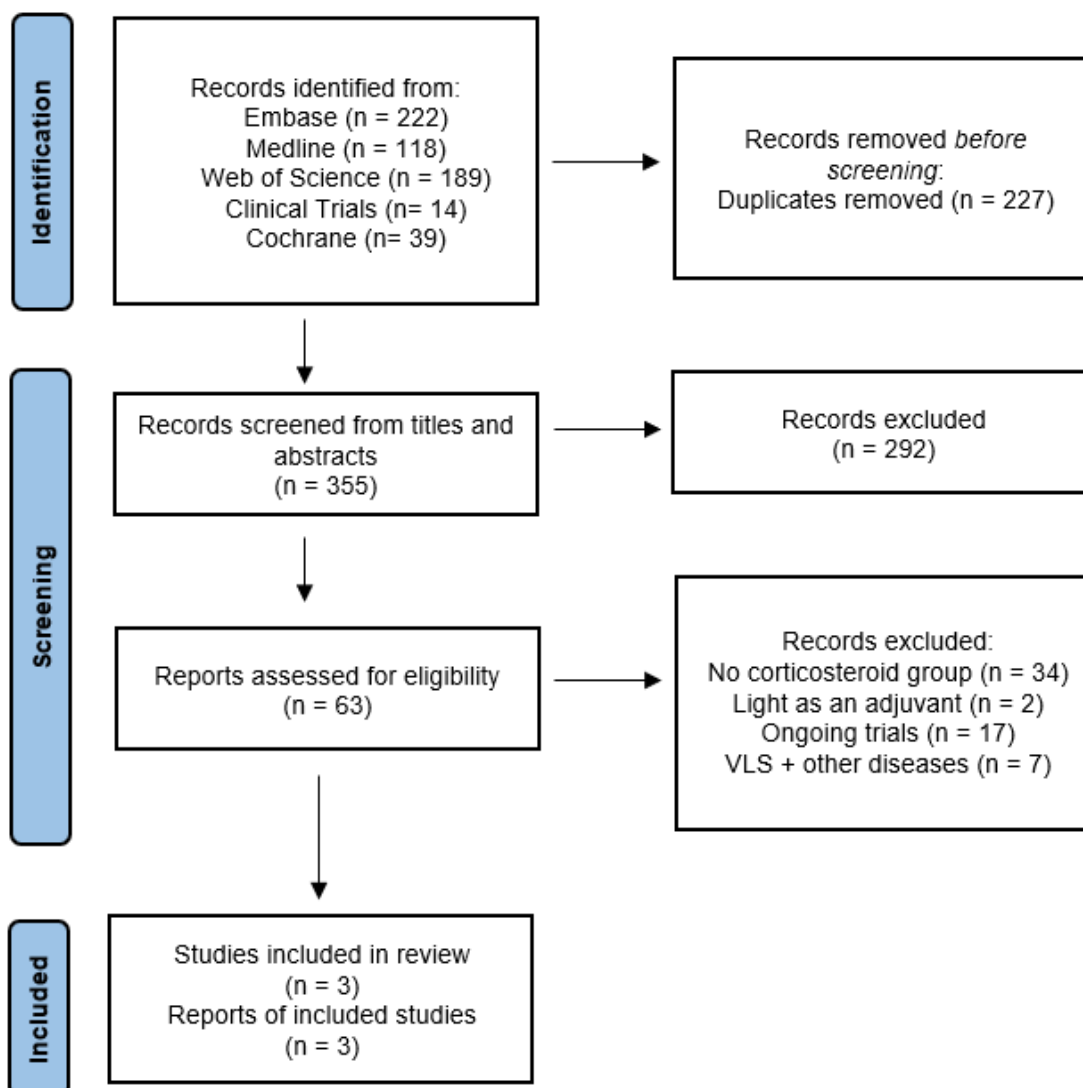 Identification
Records identified from:
Embase (n = 222)
Medline (n = 118)
Web of Science (n = 189)
Clinical Trials (n= 14)
Cochrane (n= 39)
Records removed before
screening:
Duplicates removed (n = 227)
Screening
Records screened from titles and
abstracts
(n = 355)
Records excluded
(n = 292)
Reports assessed for eligibility
(n = 63)
Records excluded:
No corticosteroid group (n = 34)
Light as an adjuvant (n = 2)
Ongoing trials (n = 17)
VLS + other diseases (n = 7)
Included
Studies included in review
(n = 3)
Reports of included studies
(n = 3)